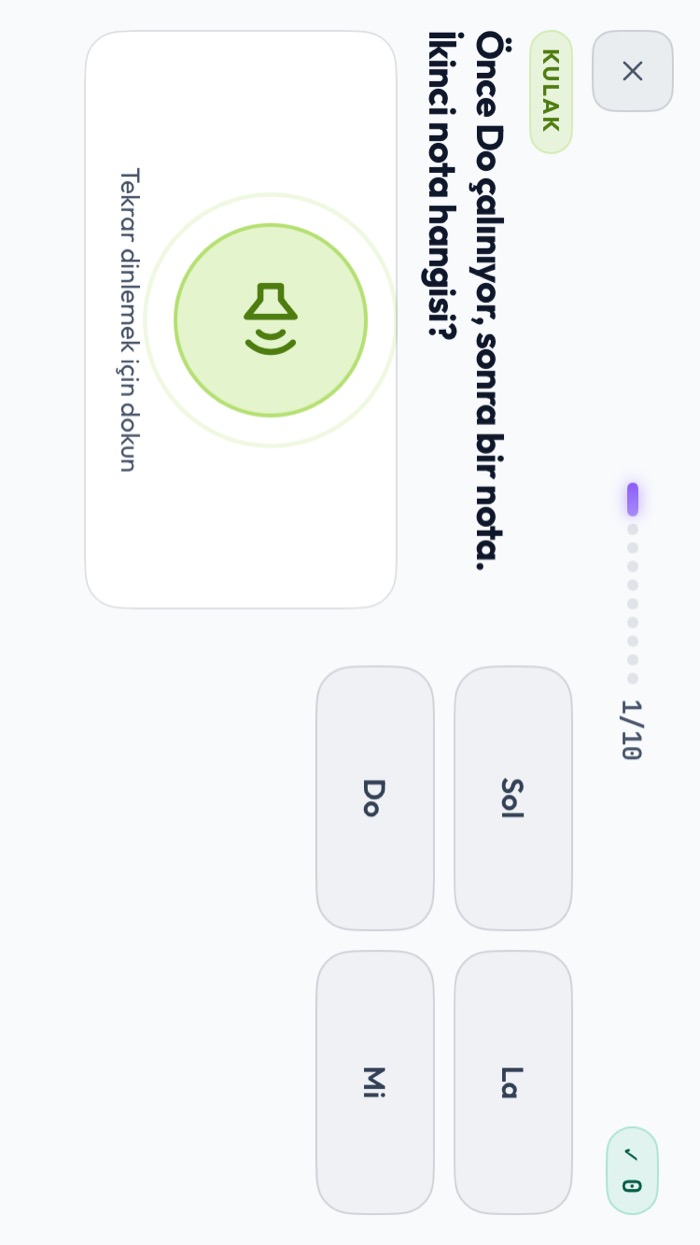 1/10
✓ 0
KULAK
Önce Do çalınıyor, sonra bir nota.
İkinci nota hangisi?
Tekrar dinlemek için dokun
Sol
La
Do
Mi